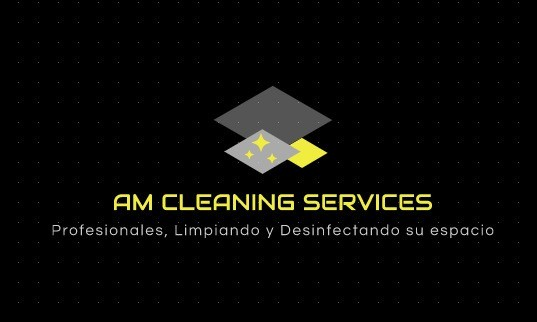 AM CLEANING SERVICES
Profesionales, Limpiando y Desinfectando su espacio